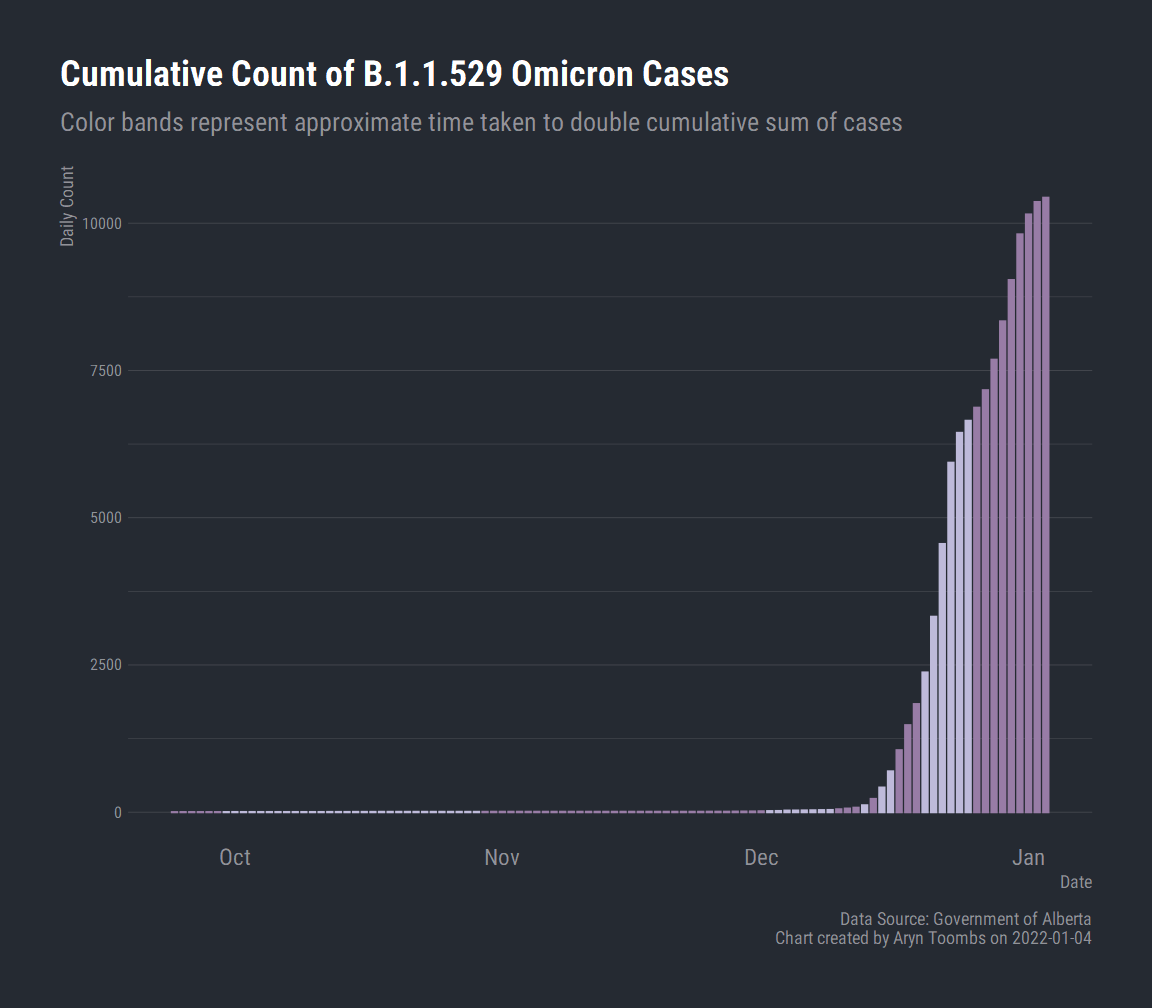 Cumulative Count of B.1.1.529 Omicron Cases
Color bands represent approximate time taken to double cumulative sum of cases
Daily Count
10000
7500
5000
2500
0
Oct Nov Dec Jan
Date
Data Source: Government of Alberta
Chart created by Aryn Toombs on 2022-01-04